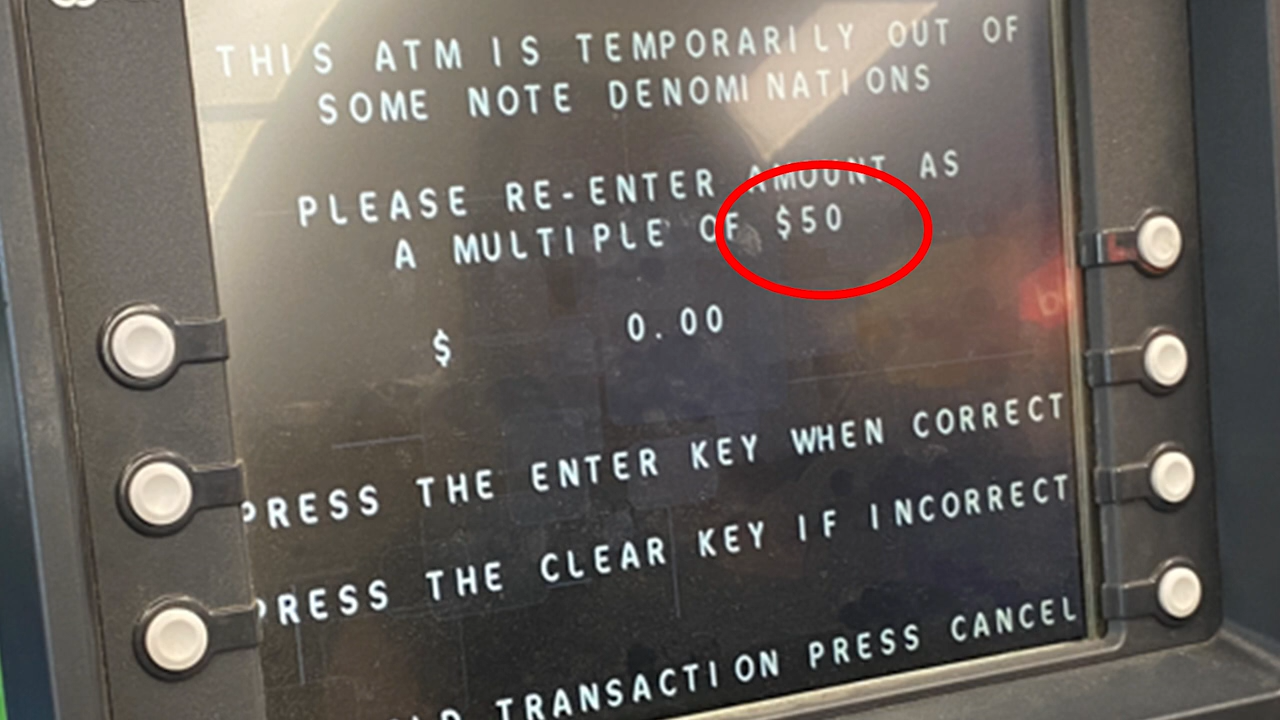 THIS ATM IS TEMPORARILY OUT OF
SOME NOTE DENOMINATIONS
PLEASE RE-ENTER AMOUNT AS
A MULTIPLE OF $50
$ 0.00
PRESS THE ENTER KEY WHEN CORRECT
PRESS THE CLEAR KEY IF INCORRECT
TRANSACTION PRESS CANCEL